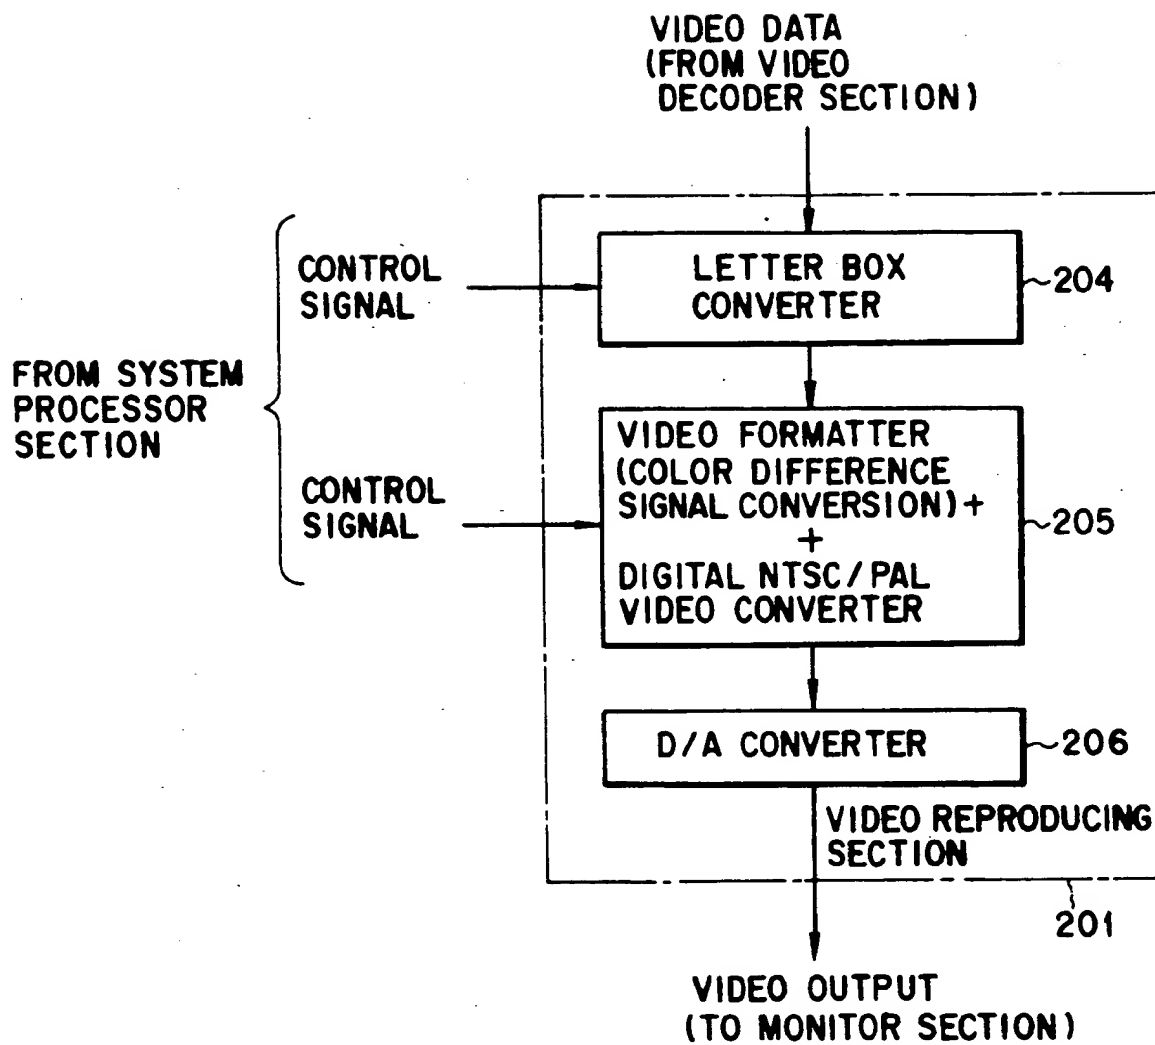 VIDEO DATA
(FROM VIDEO
DECODER SECTION)
CONTROL
SIGNAL
LETTER BOX
CONVERTER
204
FROM SYSTEM
PROCESSOR
SECTION
CONTROL
SIGNAL
VIDEO FORMATTER
(COLOR DIFFERENCE
SIGNAL CONVERSION)+
+
DIGITAL NTSC/PAL
VIDEO CONVERTER
205
D/A CONVERTER
206
VIDEO REPRODUCING
SECTION
201
VIDEO OUTPUT
(TO MONITOR SECTION)